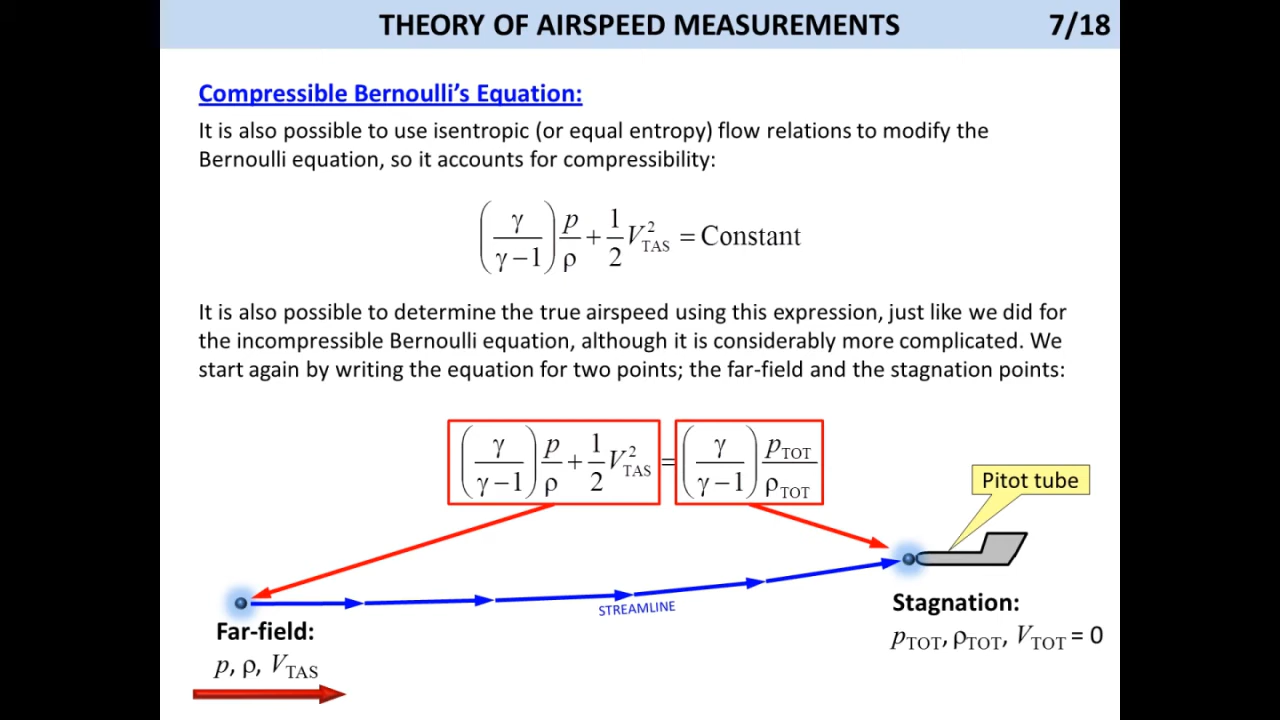 THEORY OF AIRSPEED MEASUREMENTS 7/18
Compressible Bernoulli's Equation:
It is also possible to use isentropic (or equal entropy) flow relations to modify the
Bernoulli equation, so it accounts for compressibility:
(γ/(γ−1)) p/ρ + 1/2 V²TAS = Constant
It is also possible to determine the true airspeed using this expression, just like we did for
the incompressible Bernoulli equation, although it is considerably more complicated. We
start again by writing the equation for two points; the far-field and the stagnation points:
(γ/(γ−1)) p/ρ + 1/2 V²TAS = (γ/(γ−1)) pTOT/ρTOT
Pitot tube
STREAMLINE
Stagnation:
pTOT, ρTOT, VTOT = 0
Far-field:
p, ρ, VTAS